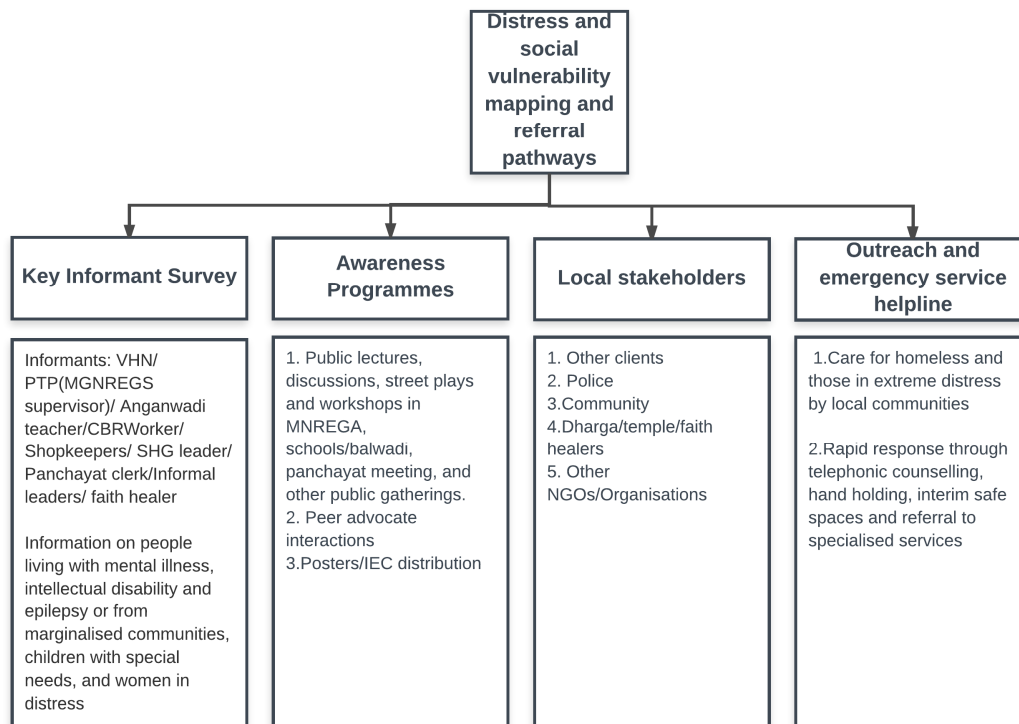 Distress and
social
vulnerability
mapping and
referral
pathways
Key Informant Survey
Awareness
Programmes
Local stakeholders
Outreach and
emergency service
helpline
Informants: VHN/
PTP(MGNREGS
supervisor)/ Anganwadi
teacher/CBRWorker/
Shopkeepers/ SHG leader/
Panchayat clerk/Informal
leaders/ faith healer
Information on people
living with mental illness,
intellectual disability and
epilepsy or from
marginalised communities,
children with special
needs, and women in
distress
1. Public lectures,
discussions, street plays
and workshops in
MNREGA,
schools/balwadi,
panchayat meeting, and
other public gatherings.
2. Peer advocate
interactions
3.Posters/IEC distribution
1. Other clients
2. Police
3.Community
4.Dharga/temple/faith
healers
5. Other
NGOs/Organisations
1.Care for homeless and
those in extreme distress
by local communities
2.Rapid response through
telephonic counselling,
hand holding, interim safe
spaces and referral to
specialised services